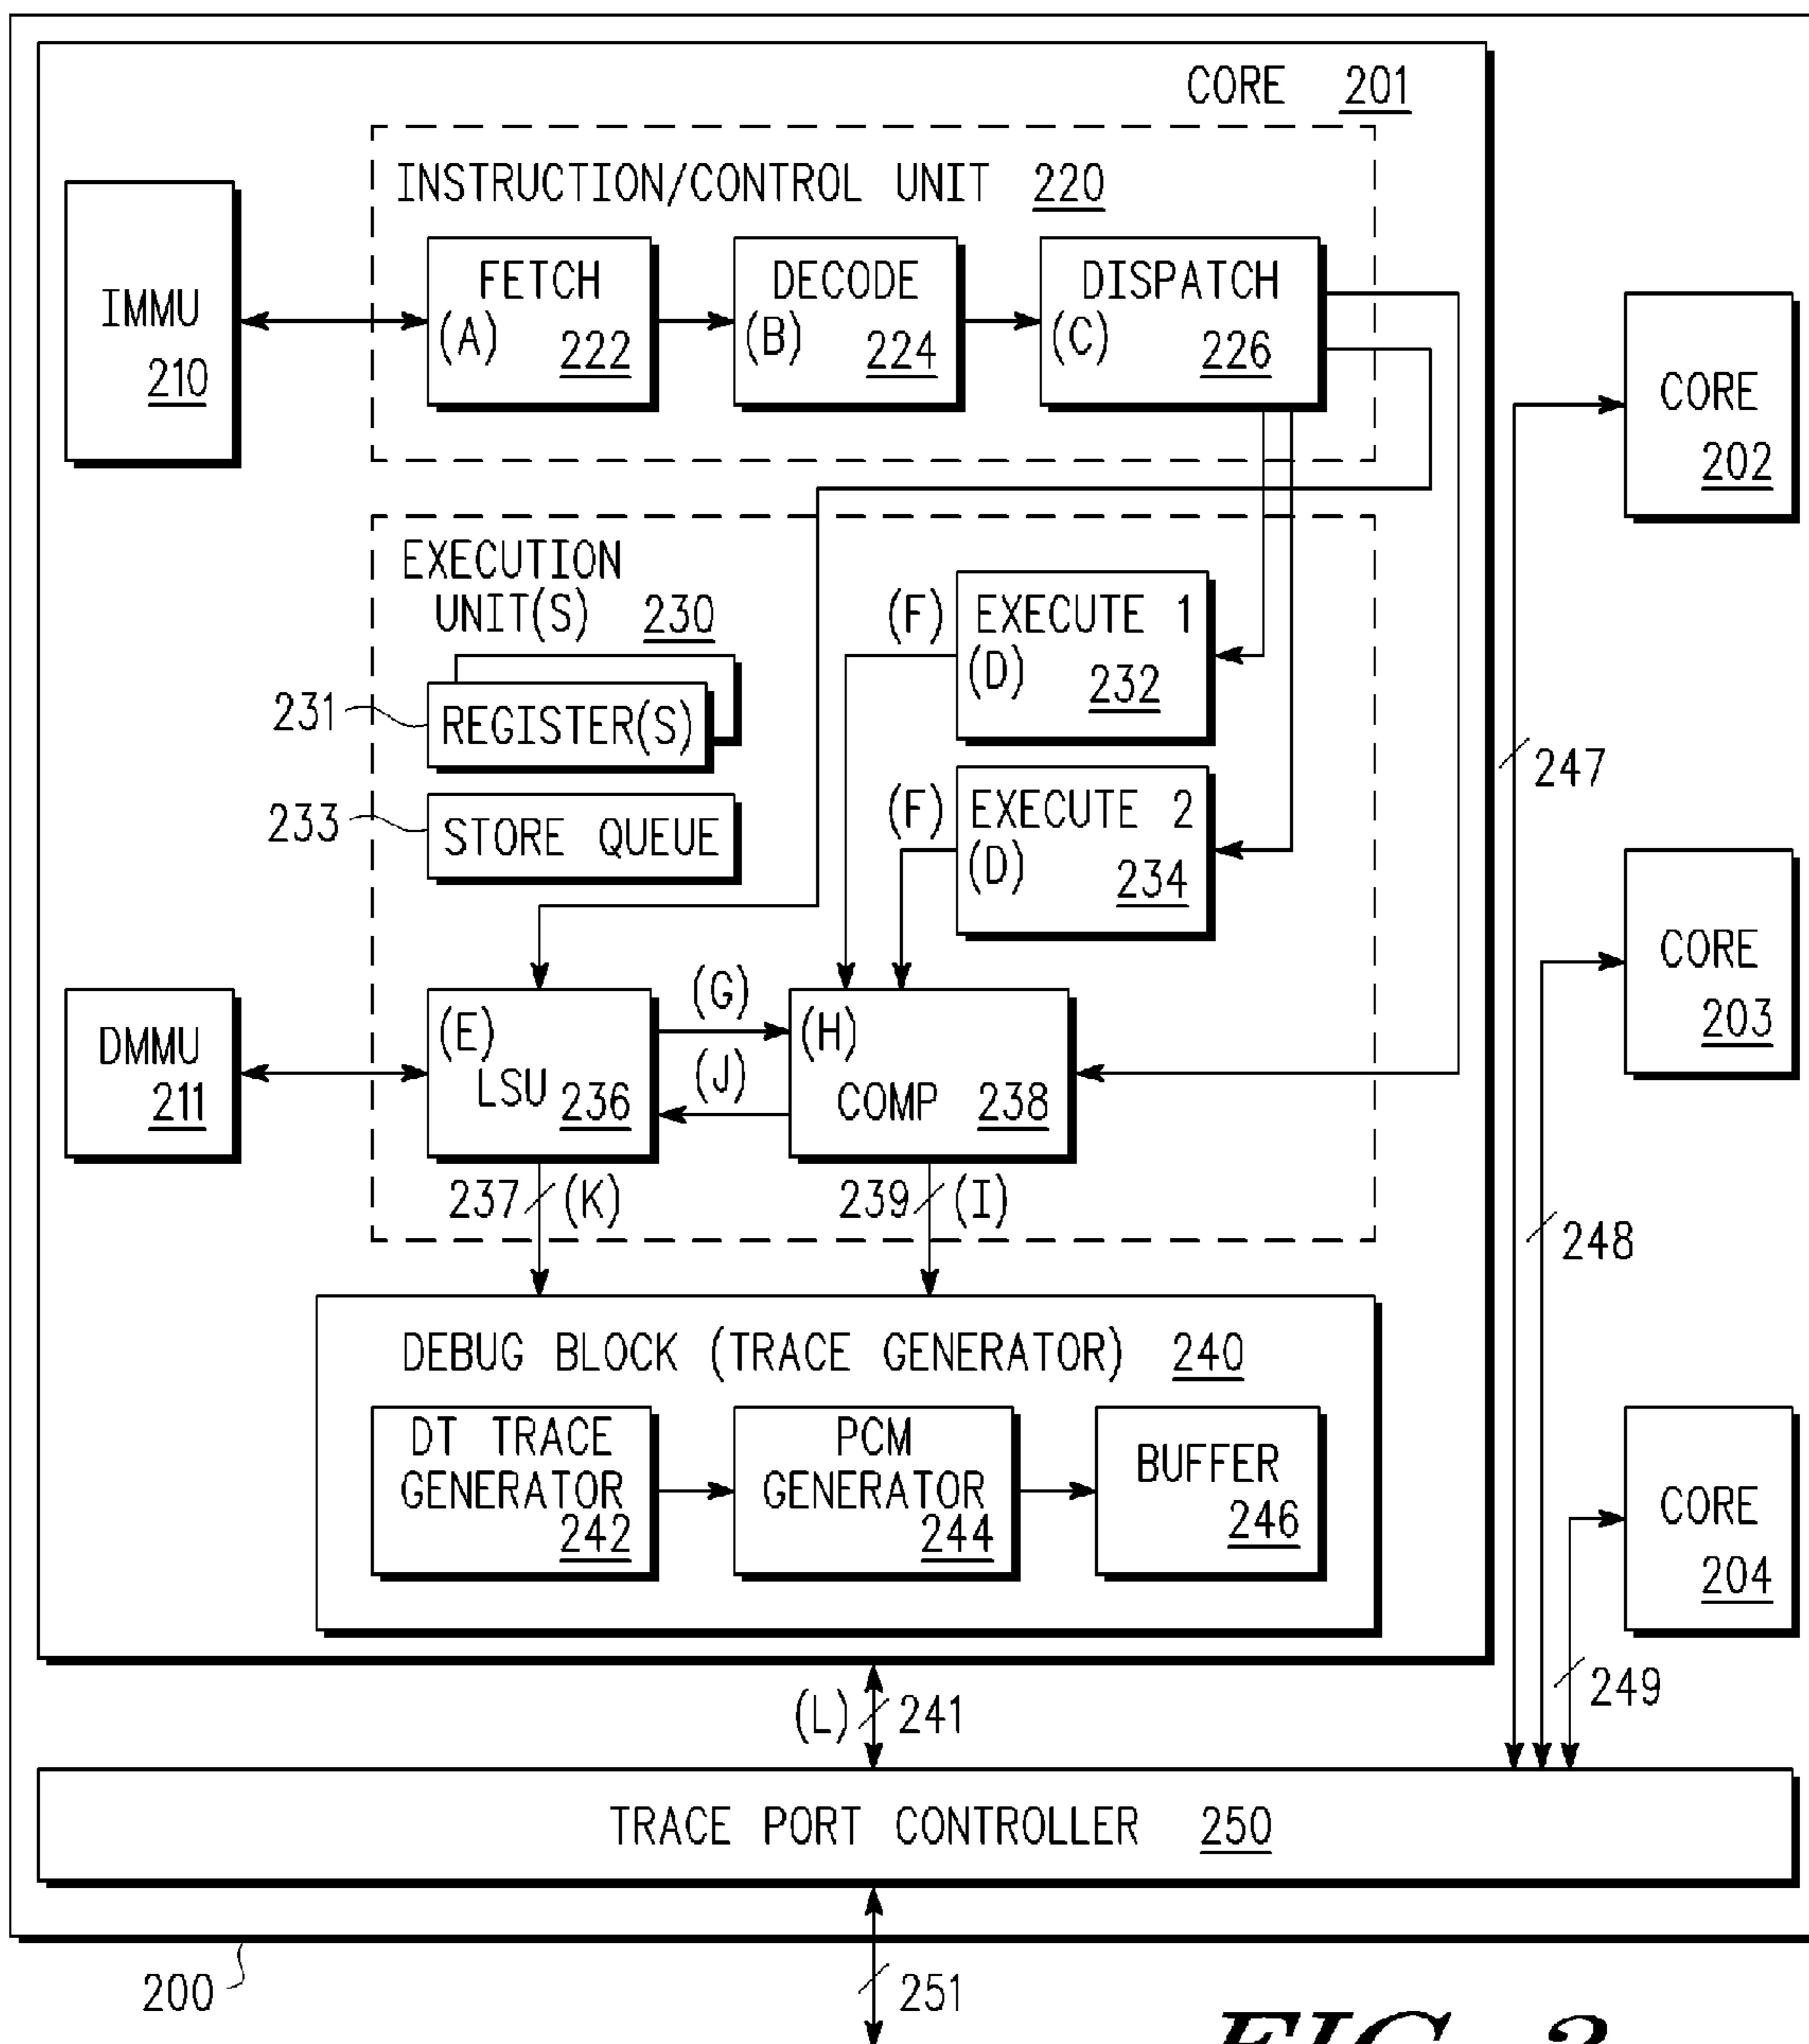 CORE 201
INSTRUCTION/CONTROL UNIT 220
IMMU
210
FETCH
(A) 222
DECODE
(B) 224
DISPATCH
(C) 226
CORE
202
EXECUTION
UNIT(S) 230
231
REGISTER(S)
233
STORE QUEUE
(F)
EXECUTE 1
(D) 232
(F)
EXECUTE 2
(D) 234
247
CORE
203
DMMU
211
(E)
LSU 236
(G)
(J)
(H)
COMP 238
237 (K)
239 (I)
248
DEBUG BLOCK (TRACE GENERATOR) 240
DT TRACE
GENERATOR
242
PCM
GENERATOR
244
BUFFER
246
CORE
204
249
(L) 241
TRACE PORT CONTROLLER 250
200
251
FIG.